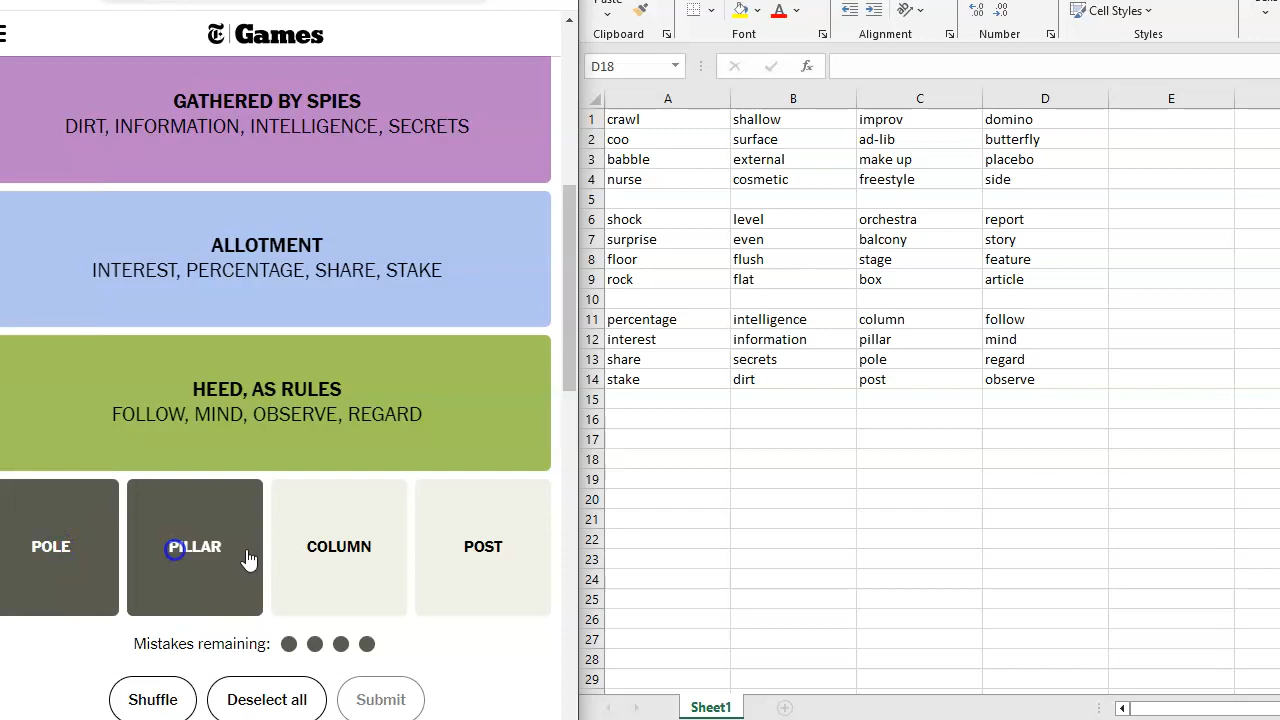 Games
GATHERED BY SPIES
DIRT, INFORMATION, INTELLIGENCE, SECRETS
ALLOTMENT
INTEREST, PERCENTAGE, SHARE, STAKE
HEED, AS RULES
FOLLOW, MIND, OBSERVE, REGARD
POLE PILLAR COLUMN POST
Mistakes remaining:
Shuffle Deselect all Submit
Paste Cell Styles
Clipboard Font Alignment Number Styles
D18 fx
A B C D E
1 crawl shallow improv domino
2 coo surface ad-lib butterfly
3 babble external make up placebo
4 nurse cosmetic freestyle side
5
6 shock level orchestra report
7 surprise even balcony story
8 floor flush stage feature
9 rock flat box article
10
11 percentage intelligence column follow
12 interest information pillar mind
13 share secrets pole regard
14 stake dirt post observe
15
16
17
18
19
20
21
22
23
24
25
26
27
28
29
Sheet1